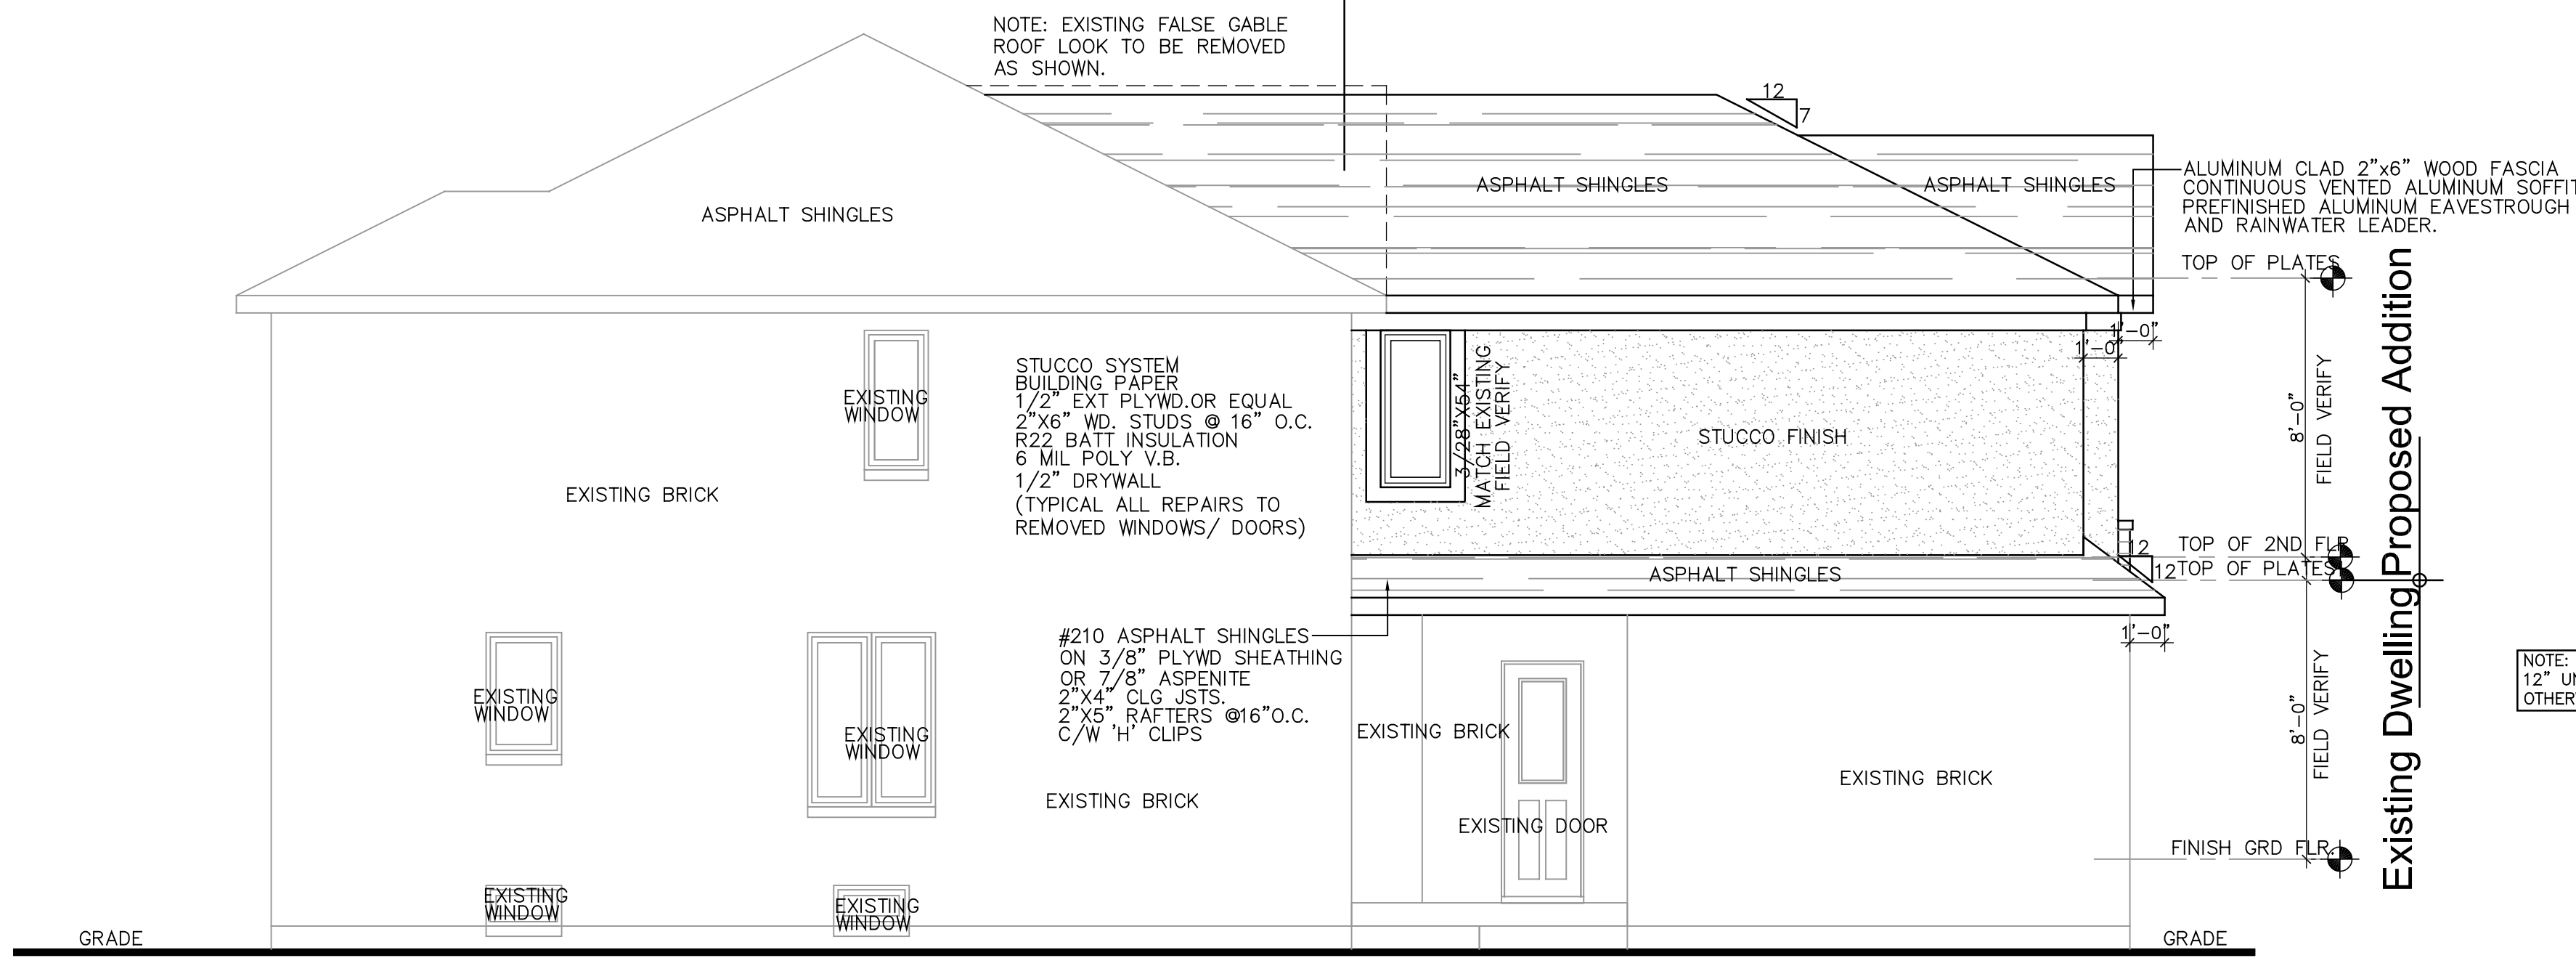 NOTE: EXISTING FALSE GABLE
ROOF LOOK TO BE REMOVED
AS SHOWN.
12
7
ASPHALT SHINGLES
ASPHALT SHINGLES
ASPHALT SHINGLES
ALUMINUM CLAD 2"x6" WOOD FASCIA
CONTINUOUS VENTED ALUMINUM SOFFIT
PREFINISHED ALUMINUM EAVESTROUGH
AND RAINWATER LEADER.
TOP OF PLATES
1'-0"
1'-0"
EXISTING
WINDOW
STUCCO SYSTEM
BUILDING PAPER
1/2" EXT PLYWD.OR EQUAL
2"X6" WD. STUDS @ 16" O.C.
R22 BATT INSULATION
6 MIL POLY V.B.
1/2" DRYWALL
(TYPICAL ALL REPAIRS TO
REMOVED WINDOWS/ DOORS)
3/28"X54"
MATCH EXISTING
FIELD VERIFY
STUCCO FINISH
8'-0"
FIELD VERIFY
EXISTING BRICK
TOP OF 2ND FLR
12
12
TOP OF PLATES
ASPHALT SHINGLES
1'-0"
#210 ASPHALT SHINGLES
ON 3/8" PLYWD SHEATHING
OR 7/8" ASPENITE
2"X4" CLG JSTS.
2"X5" RAFTERS @16"O.C.
C/W 'H' CLIPS
EXISTING
WINDOW
EXISTING
WINDOW
EXISTING BRICK
EXISTING BRICK
EXISTING BRICK
EXISTING DOOR
8'-0"
FIELD VERIFY
FINISH GRD FLR.
EXISTING
WINDOW
EXISTING
WINDOW
GRADE
GRADE
Existing Dwelling
Proposed Addition
NOTE:
12"